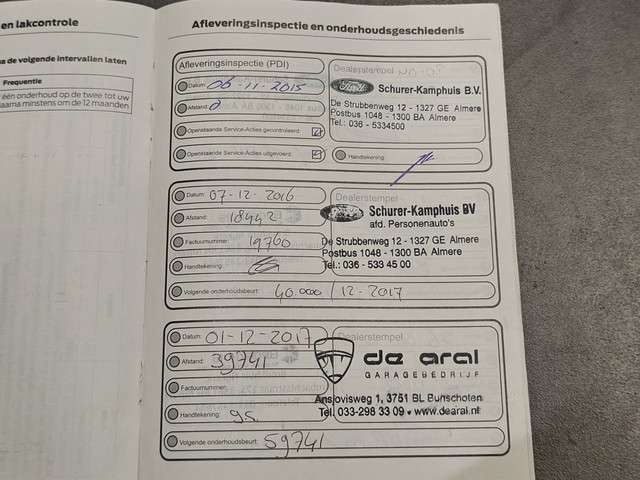 en lakcontrole
na de volgende intervallen laten
Frequentie
één onderhoud op de twee tot uw
daarna minstens om de 12 maanden
Afleveringsinspectie en onderhoudsgeschiedenis
Afleveringsinspectie (PDI)
Datum: 06-11-2015
Afstand: 0
Openstaande Service-Acties gecontroleerd
Openstaande Service-Acties uitgevoerd
Dealerstempel
Ford
Schurer-Kamphuis B.V.
De Strubbenweg 12 - 1327 GE Almere
Postbus 1048 - 1300 BA Almere
Tel.: 036 - 5334500
Handtekening:
Datum: 07-12-2016
Afstand: 18442
Factuurnummer: 19760
Handtekening:
Dealerstempel
Schurer-Kamphuis BV
afd. Personenauto's
De Strubbenweg 12 - 1327 GE Almere
Postbus 1048 - 1300 BA Almere
Tel.: 036 - 533 45 00
Volgende onderhoudsbeurt: 40.000 / 12-2017
Datum: 01-12-2017
Afstand: 39741
Factuurnummer:
Handtekening: 
Dealerstempel
de aral
GARAGEBEDRIJF
Ansjovisweg 1, 3751 BL Bunschoten
Tel. 033-298 33 09 • www.dearal.nl
Volgende onderhoudsbeurt: 59741